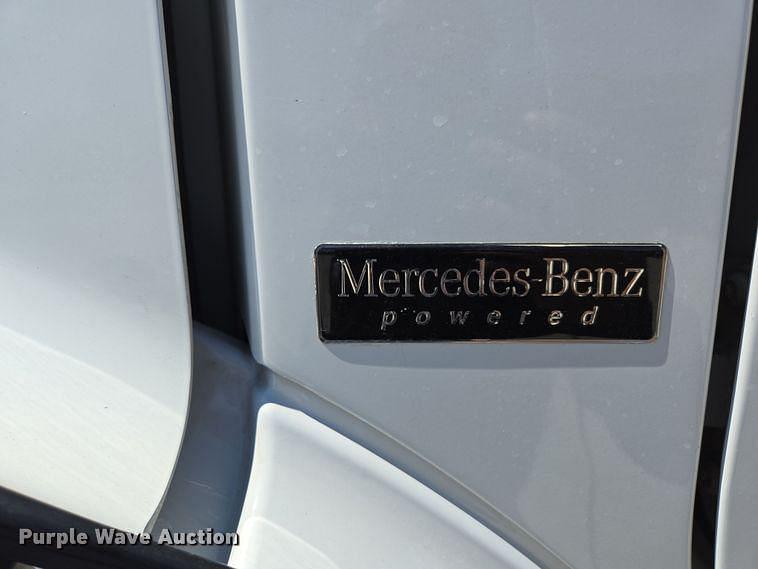 Mercedes-Benz
powered
Purple Wave Auction